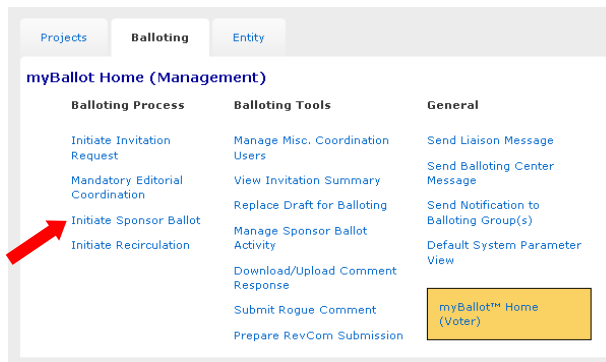 Projects
Balloting
Entity
myBallot Home (Management)
Balloting Process
Initiate Invitation
Request
Mandatory Editorial
Coordination
Initiate Sponsor Ballot
Initiate Recirculation
Balloting Tools
Manage Misc. Coordination
Users
View Invitation Summary
Replace Draft for Balloting
Manage Sponsor Ballot
Activity
Download/Upload Comment
Response
Submit Rogue Comment
Prepare RevCom Submission
General
Send Liaison Message
Send Balloting Center
Message
Send Notification to
Balloting Group(s)
Default System Parameter
View
myBallot™ Home
(Voter)